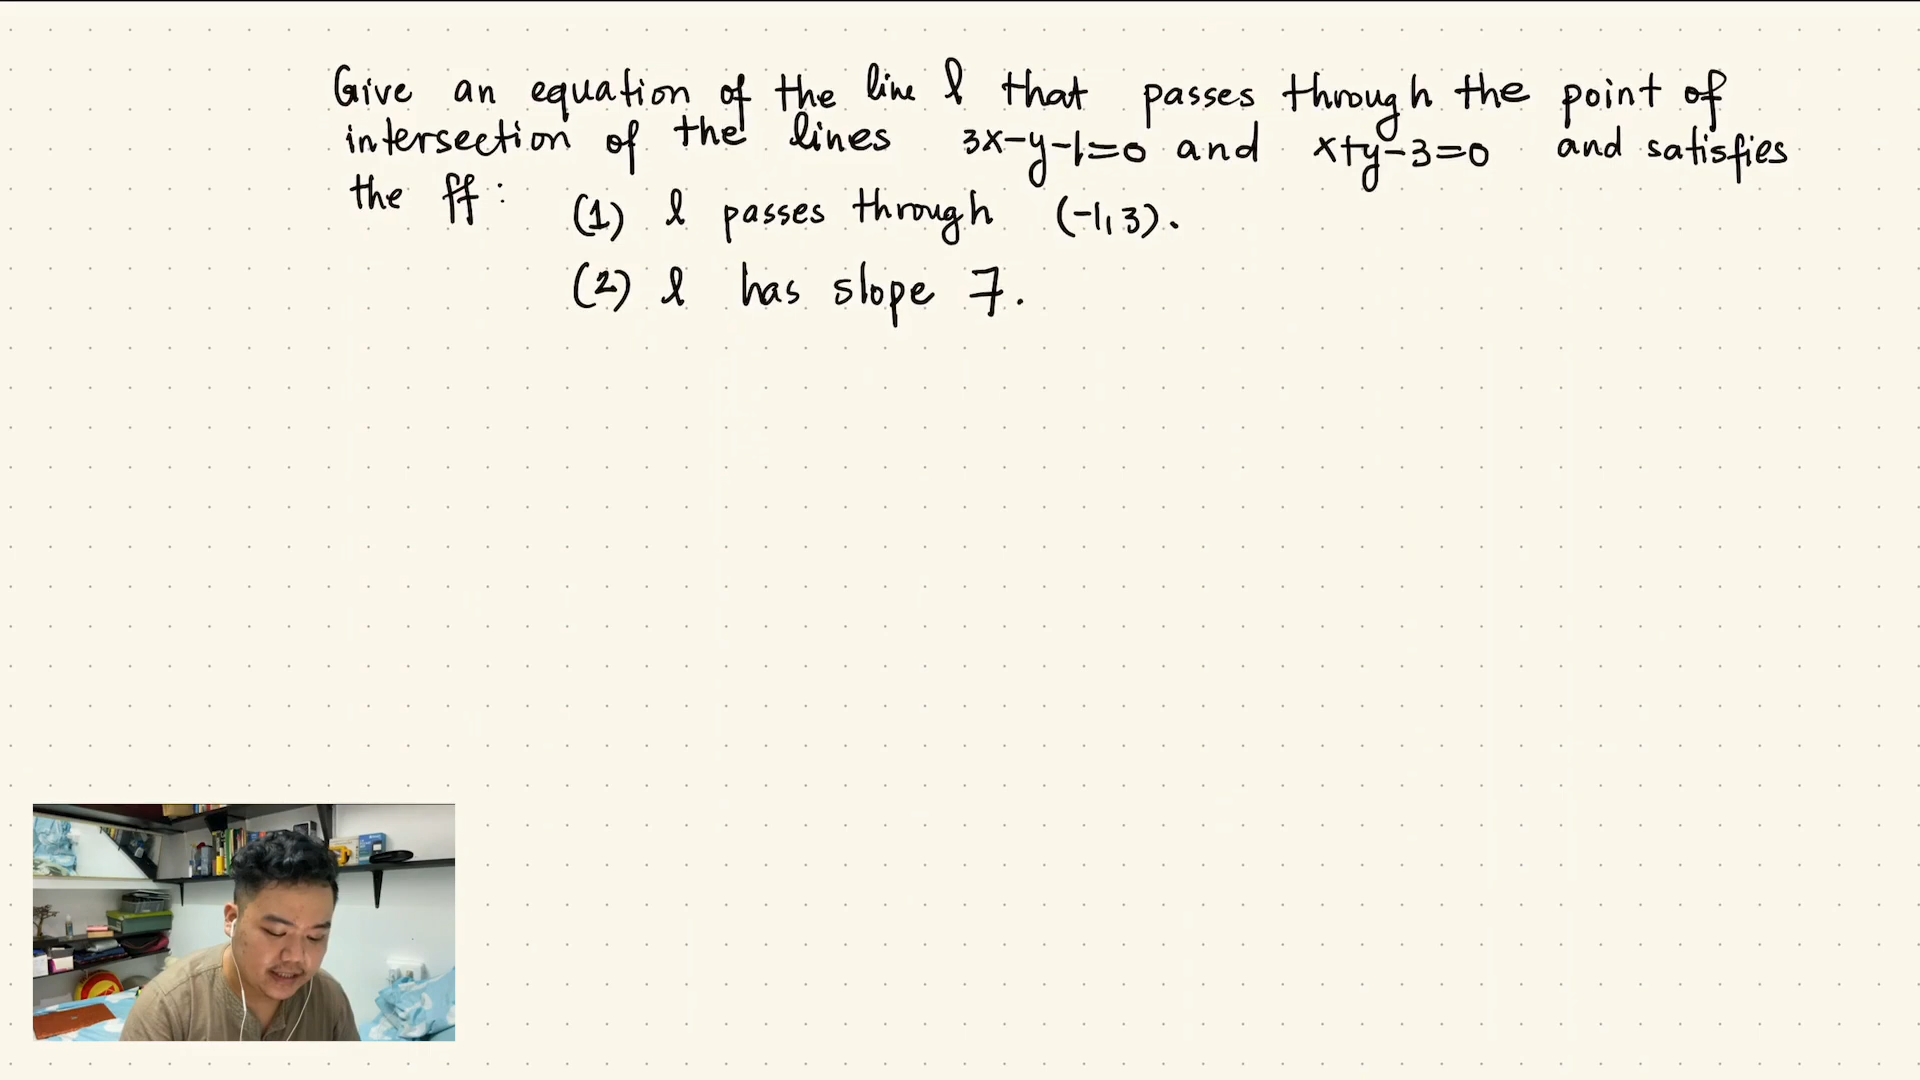 Give an equation of the line l that passes through the point of
intersection of the lines 3x-y-1=0 and x+y-3=0 and satisfies
the ff:
(1) l passes through (-1,3).
(2) l has slope 7.